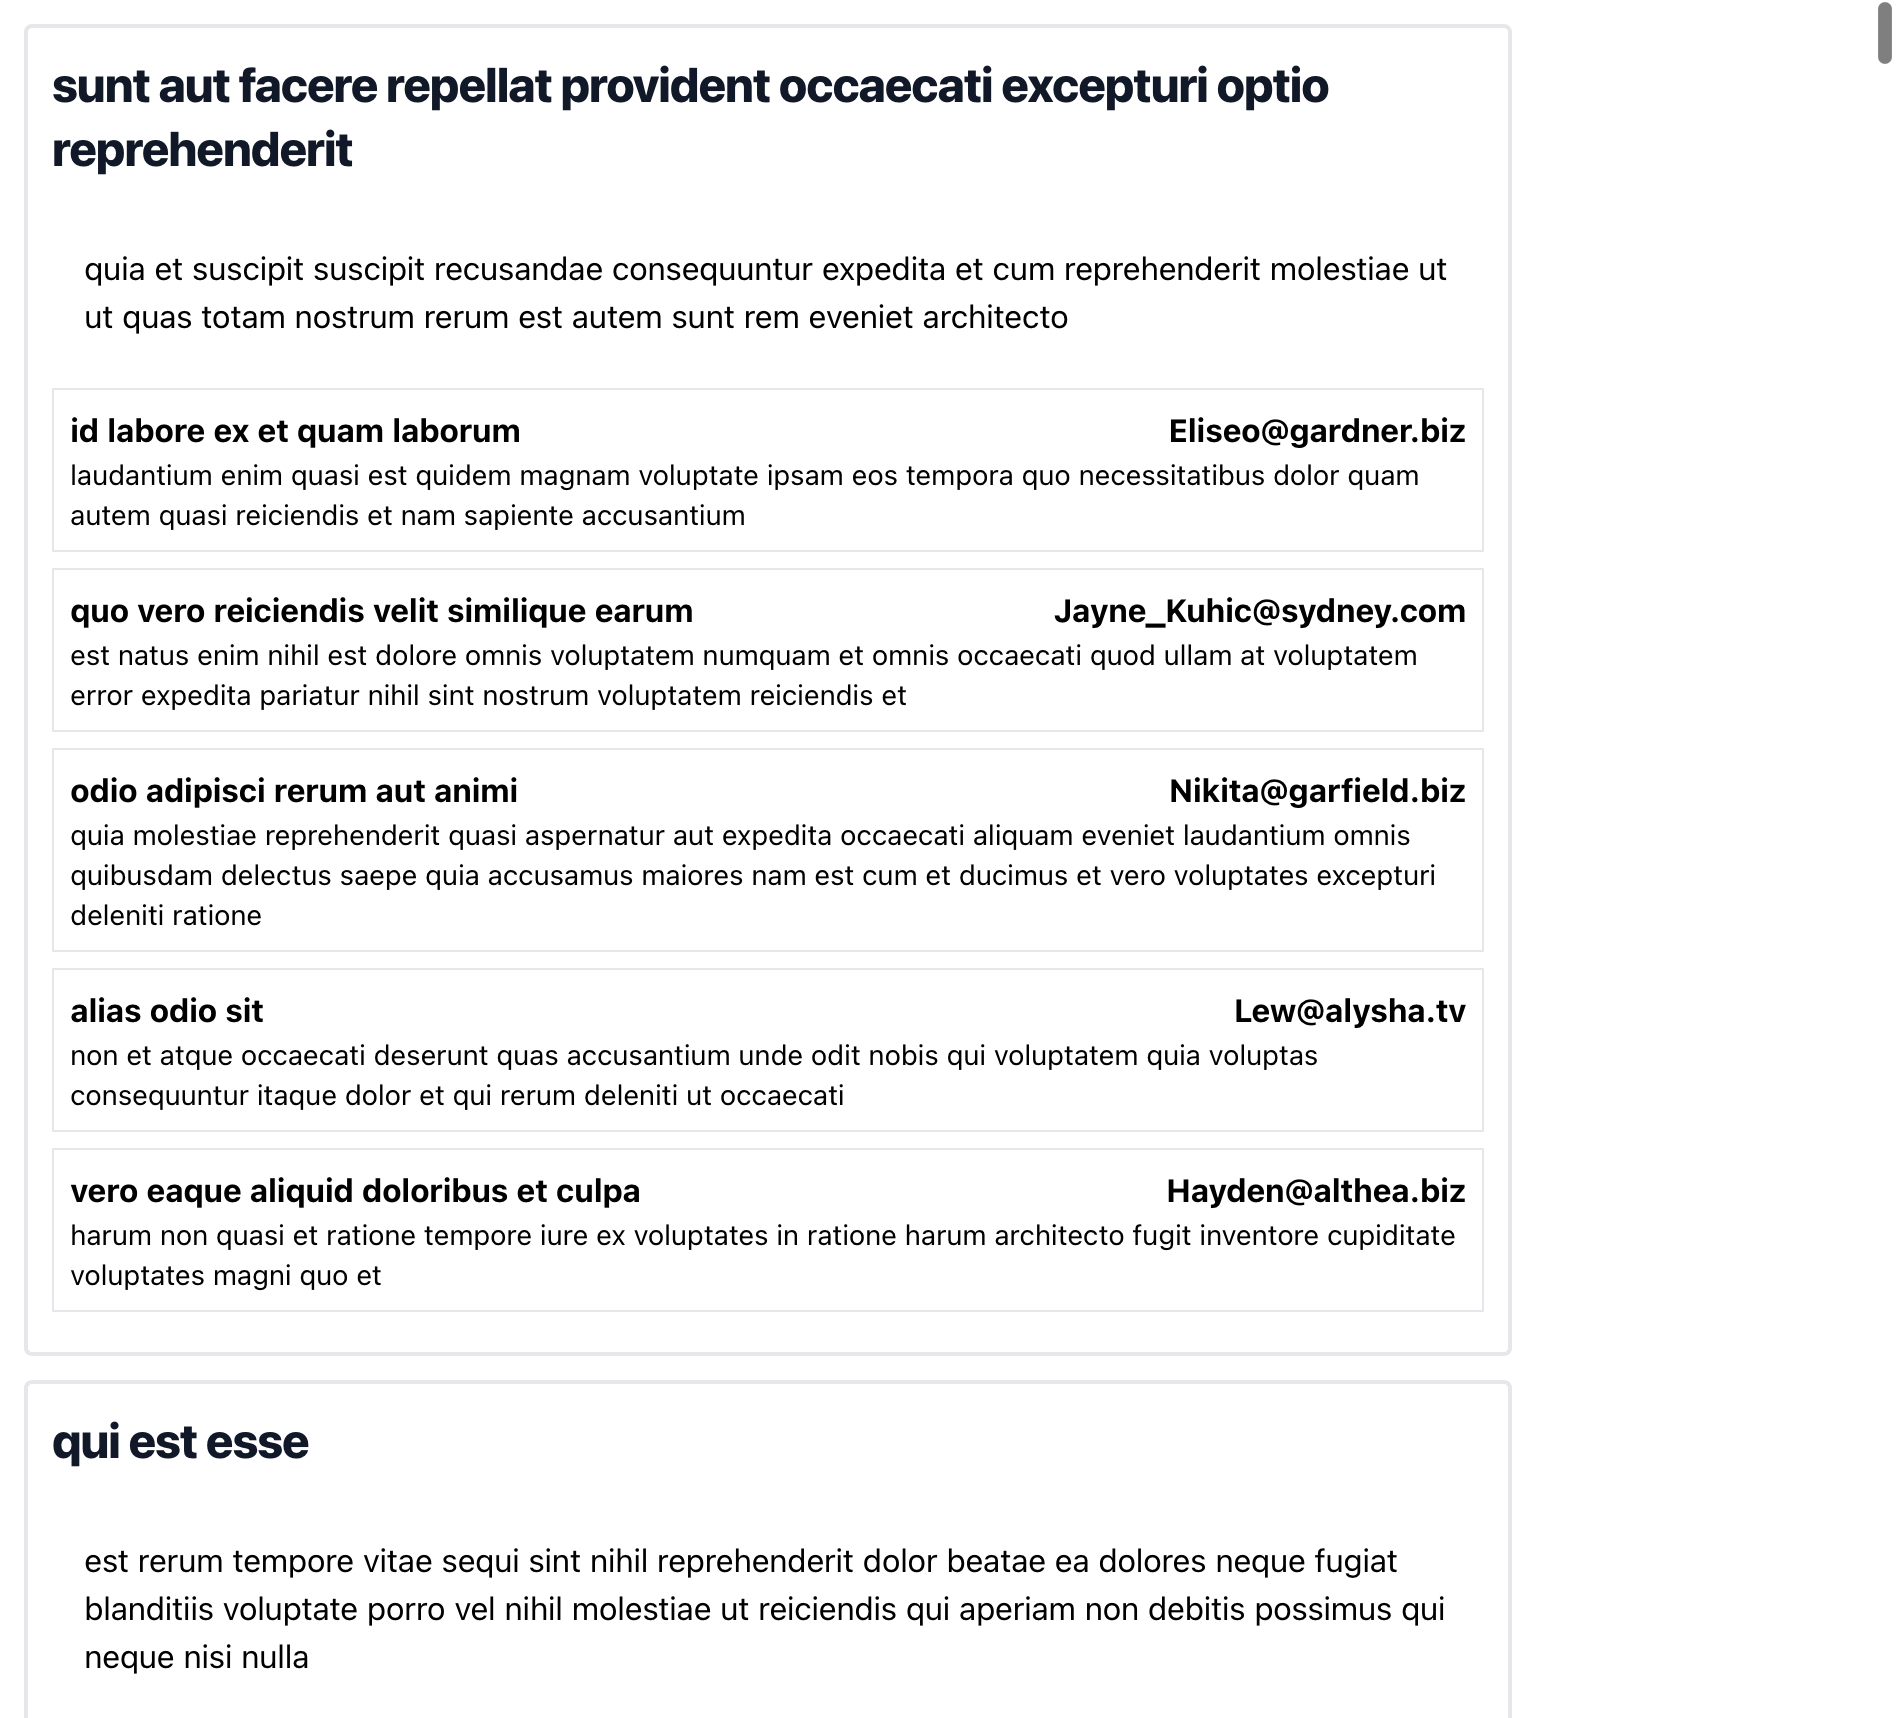 sunt aut facere repellat provident occaecati excepturi optio
reprehenderit
quia et suscipit suscipit recusandae consequuntur expedita et cum reprehenderit molestiae ut
ut quas totam nostrum rerum est autem sunt rem eveniet architecto
id labore ex et quam laborum Eliseo@gardner.biz
laudantium enim quasi est quidem magnam voluptate ipsam eos tempora quo necessitatibus dolor quam
autem quasi reiciendis et nam sapiente accusantium
quo vero reiciendis velit similique earum Jayne_Kuhic@sydney.com
est natus enim nihil est dolore omnis voluptatem numquam et omnis occaecati quod ullam at voluptatem
error expedita pariatur nihil sint nostrum voluptatem reiciendis et
odio adipisci rerum aut animi Nikita@garfield.biz
quia molestiae reprehenderit quasi aspernatur aut expedita occaecati aliquam eveniet laudantium omnis
quibusdam delectus saepe quia accusamus maiores nam est cum et ducimus et vero voluptates excepturi
deleniti ratione
alias odio sit Lew@alysha.tv
non et atque occaecati deserunt quas accusantium unde odit nobis qui voluptatem quia voluptas
consequuntur itaque dolor et qui rerum deleniti ut occaecati
vero eaque aliquid doloribus et culpa Hayden@althea.biz
harum non quasi et ratione tempore iure ex voluptates in ratione harum architecto fugit inventore cupiditate
voluptates magni quo et
qui est esse
est rerum tempore vitae sequi sint nihil reprehenderit dolor beatae ea dolores neque fugiat
blanditiis voluptate porro vel nihil molestiae ut reiciendis qui aperiam non debitis possimus qui
neque nisi nulla